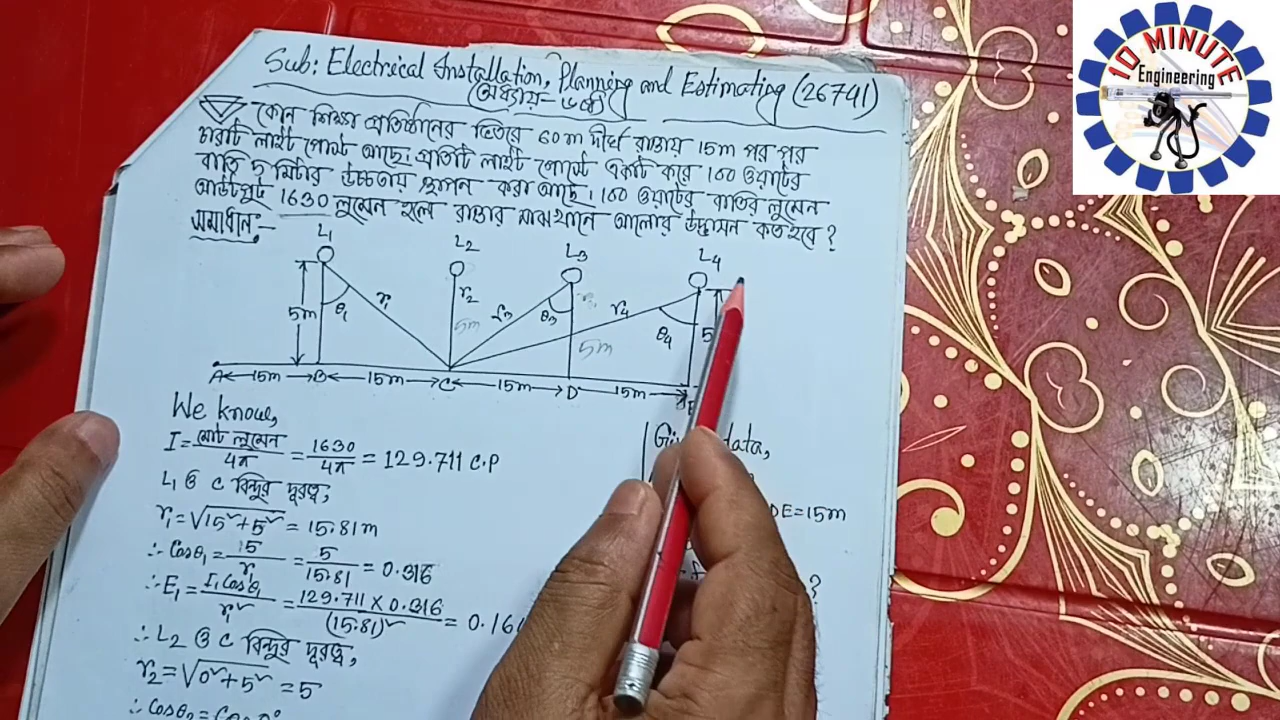 Sub: Electrical Installation, Planning and Estimating (26741)
অধ্যায়-৬ষ্ঠ
কোন শিল্প প্রতিষ্ঠানের ভিতরে 60m দীর্ঘ রাস্তায় 15m পর পর
চারটি লাইট পোস্ট আছে। প্রতিটি লাইট পোস্টে একটি করে 100 ওয়াটের
বাতি 5 মিটার উচ্চতায় স্থাপন করা আছে। 100 ওয়াটের বাতির লুমেন
আউটপুট 1630 লুমেন হলে রাস্তার মাঝখানে আলোর উদ্ভাসন কত হবে?
সমাধান:-
L₁ L₂ L₃ L₄
5m θ₁ r₁ r₂ 5m r₃ θ₃ 5m r₄ θ₄ 5
A 15m B 15m C 15m D 15m E
We know,
I = মোট লুমেন/4π = 1630/4π = 129.711 C.P
L₁ ও C বিন্দুর দূরত্ব,
r₁ = √15²+5² = 15.81 m
∴ Cosθ₁ = 15/r₁ = 5/15.81 = 0.316
∴ E₁ = I₁ Cosθ₁/r₁² = 129.711 X 0.316/(15.81)² = 0.16
∴ L₂ ও C বিন্দুর দূরত্ব,
r₂ = √0²+5² = 5
∴ Cosθ₂ = Cos0°
data,
DE = 15m
?
10 MINUTE
Engineering